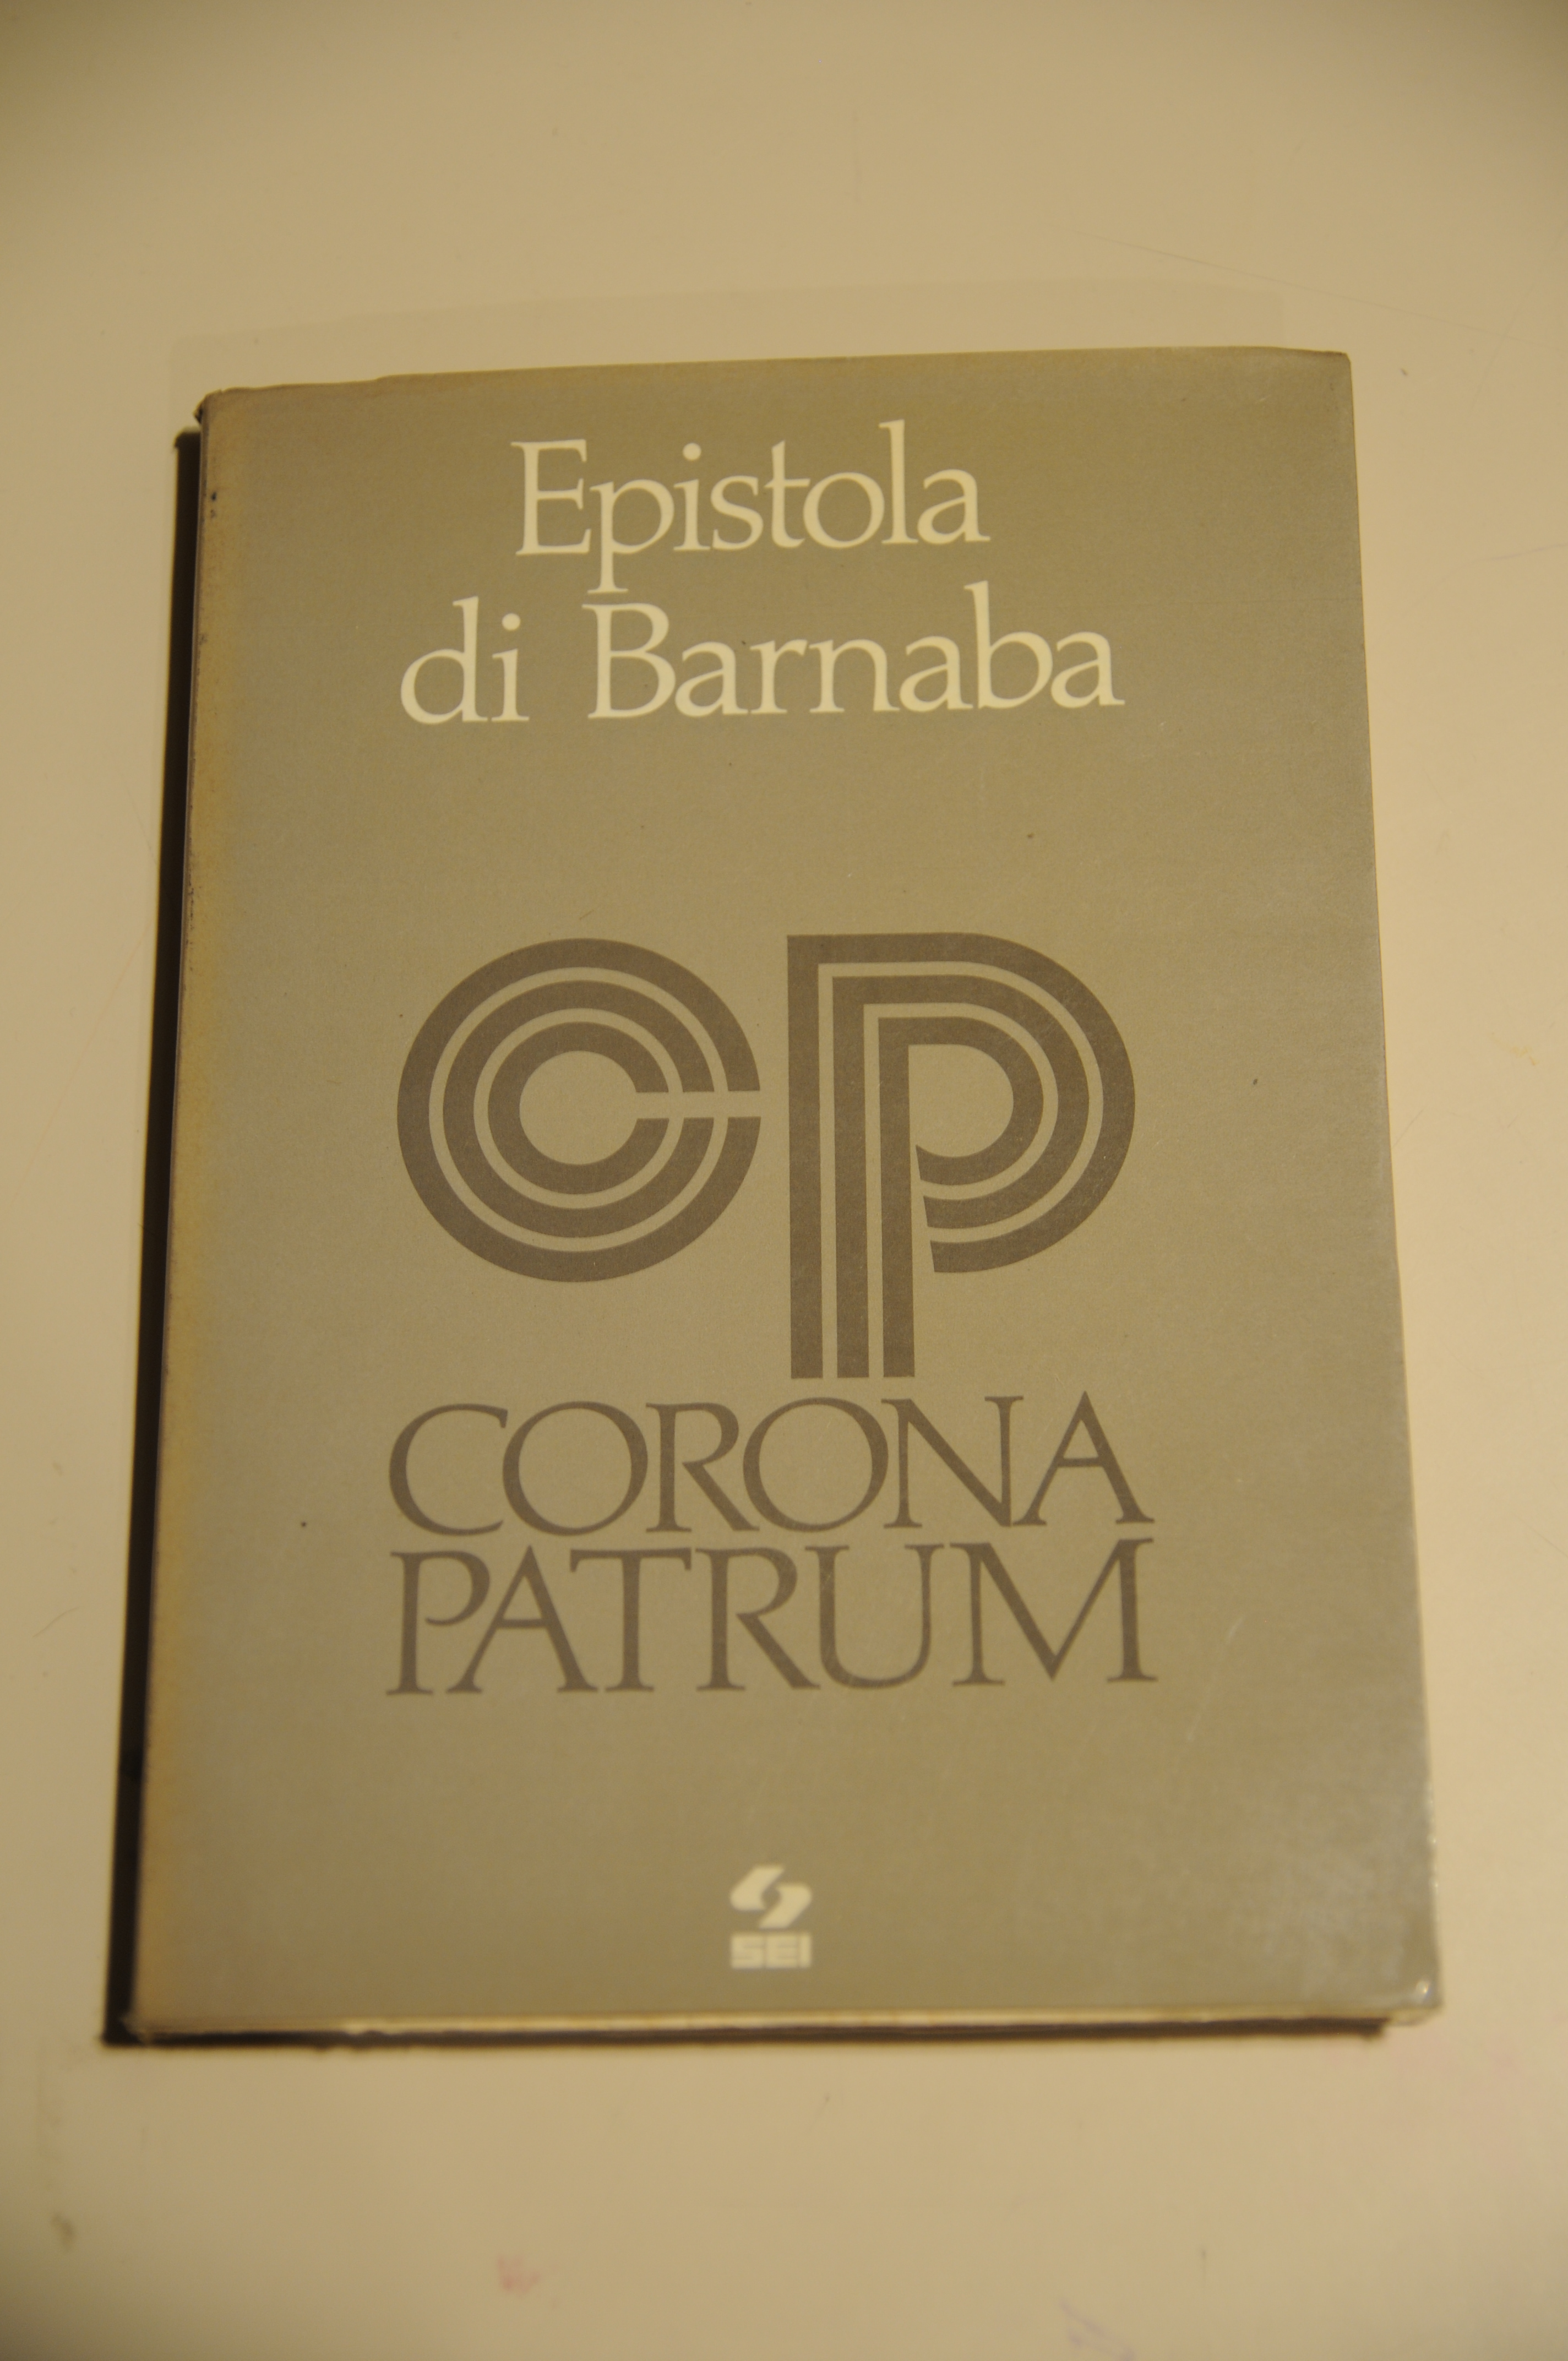 Epistola
di Barnaba
CP
CORONA
PATRUM
SEI